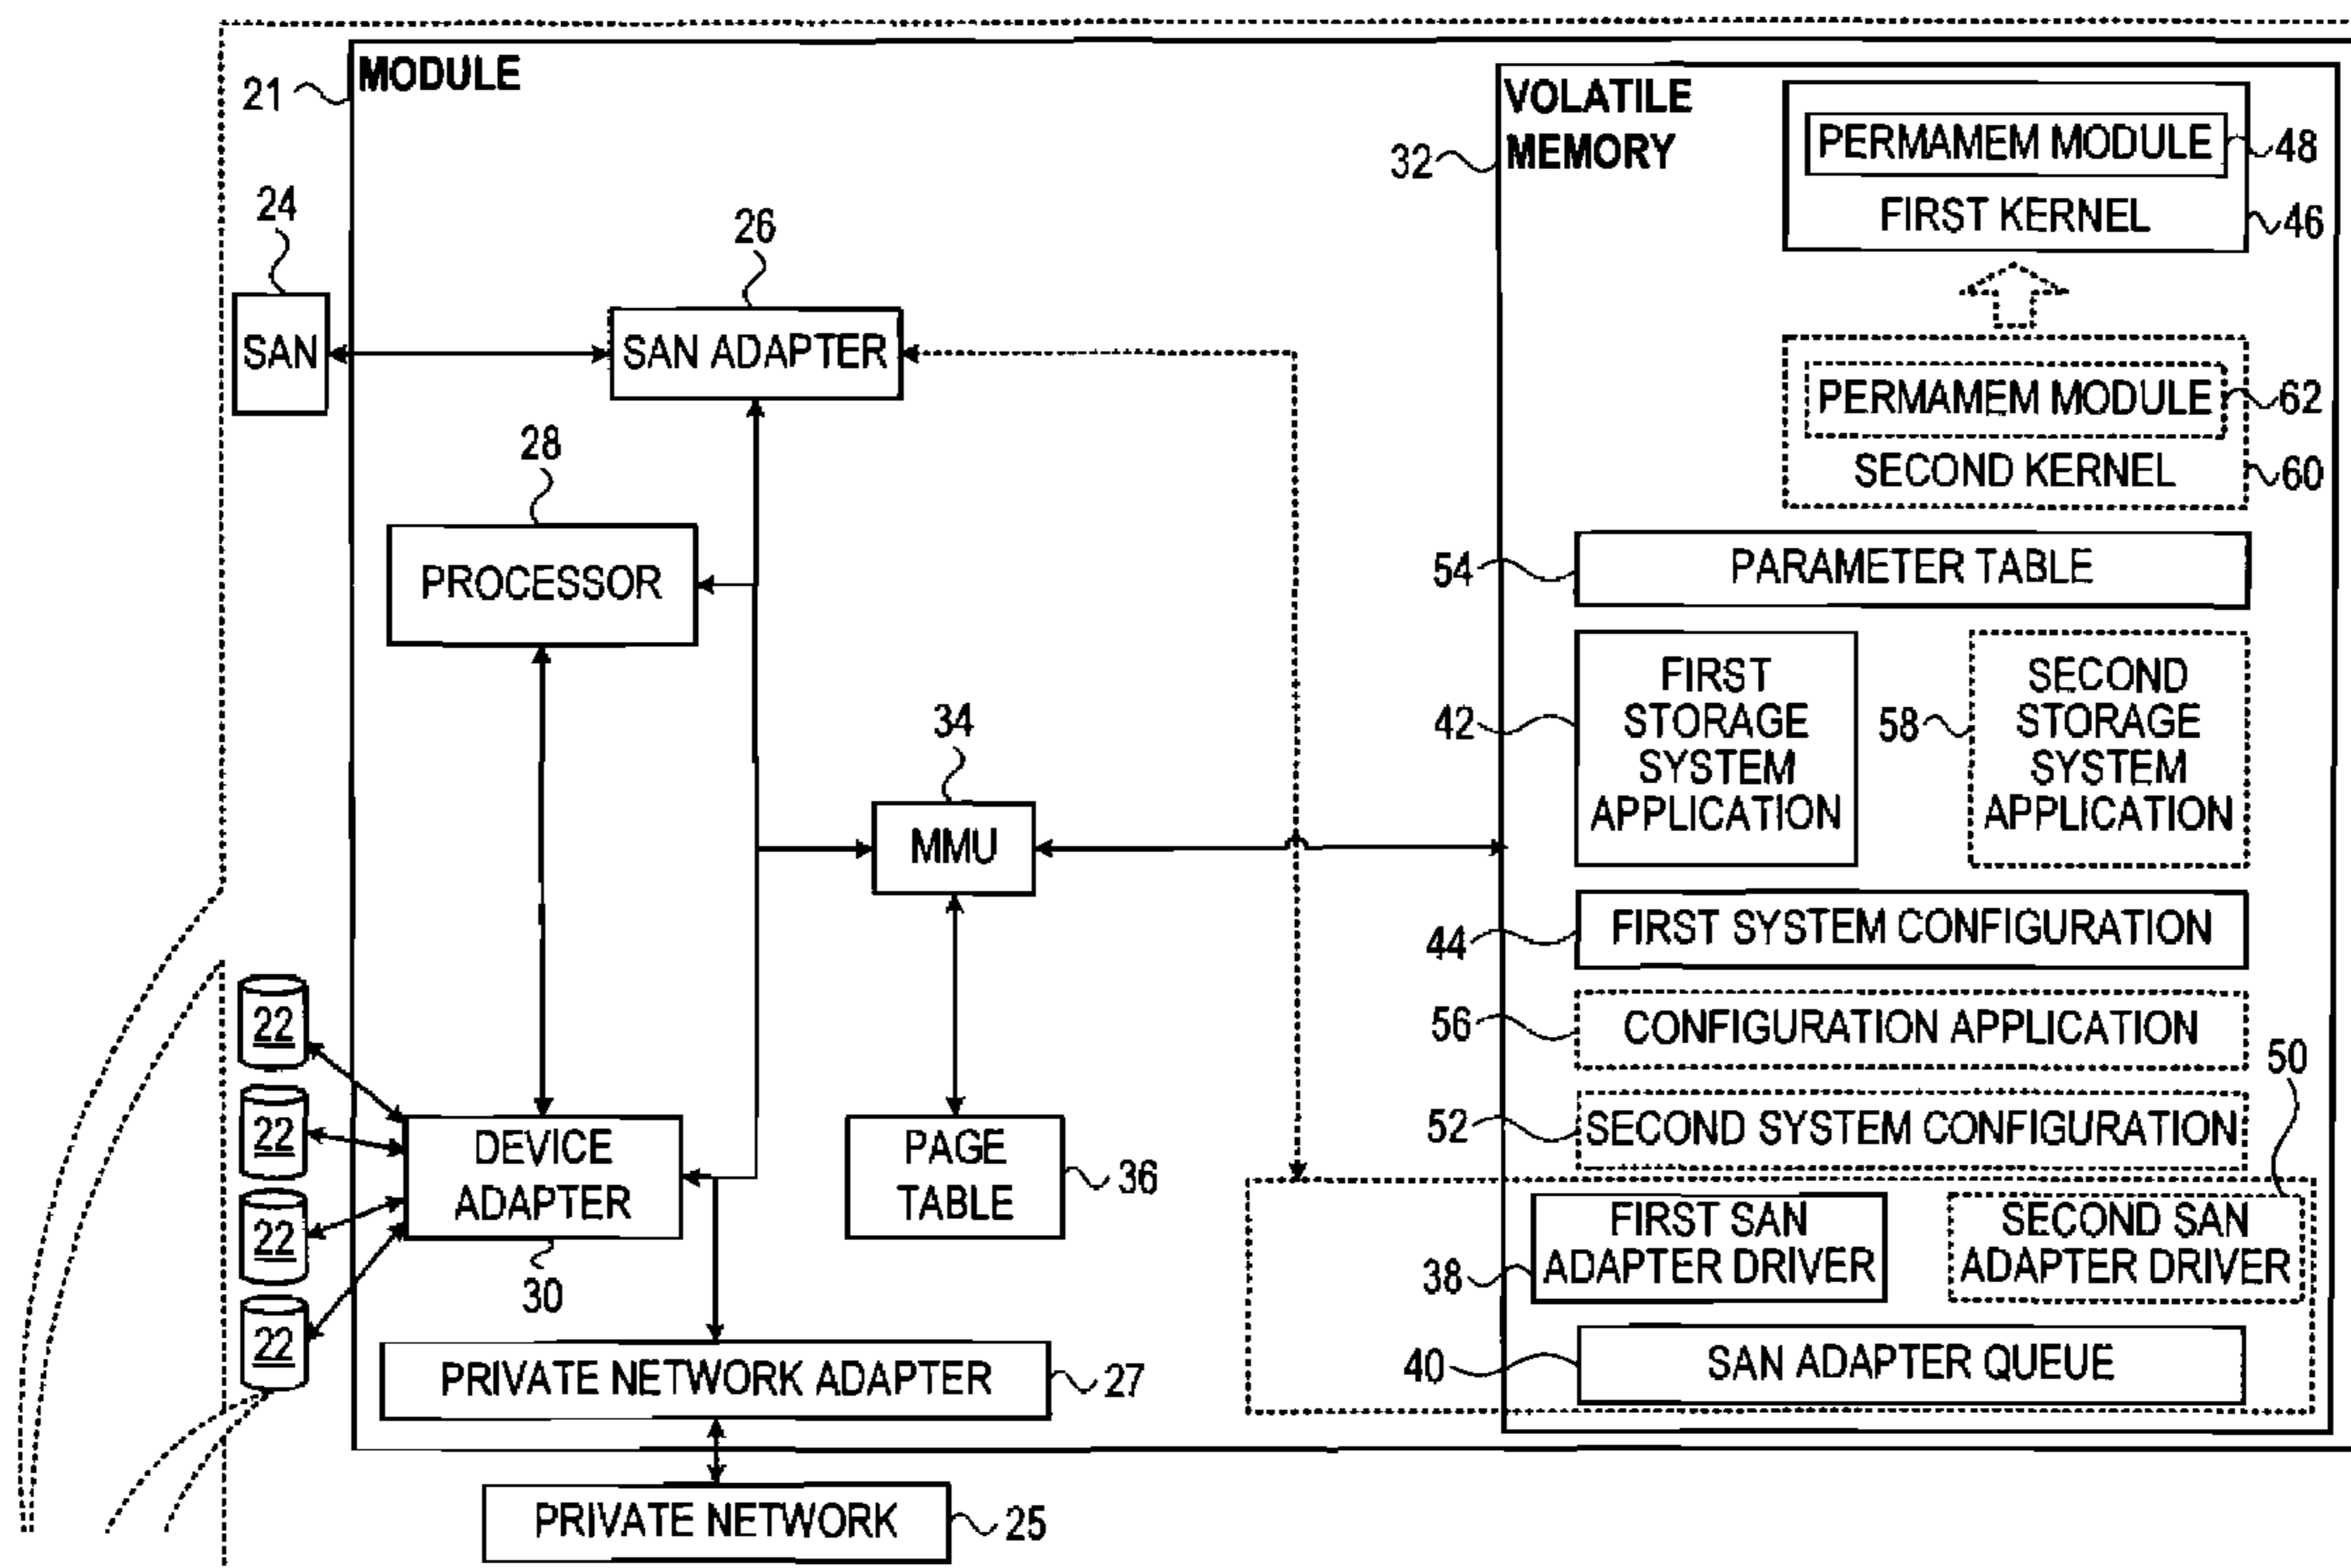 MODULE
21
VOLATILE
MEMORY
32
PERMAMEM MODULE
48
FIRST KERNEL
46
24
SAN
26
SAN ADAPTER
PERMAMEM MODULE
62
SECOND KERNEL
60
28
PROCESSOR
54
PARAMETER TABLE
42
FIRST
STORAGE
SYSTEM
APPLICATION
58
SECOND
STORAGE
SYSTEM
APPLICATION
34
MMU
44
FIRST SYSTEM CONFIGURATION
56
CONFIGURATION APPLICATION
50
52
SECOND SYSTEM CONFIGURATION
22
22
22
22
DEVICE
ADAPTER
30
PAGE
TABLE
36
38
FIRST SAN
ADAPTER DRIVER
SECOND SAN
ADAPTER DRIVER
40
SAN ADAPTER QUEUE
PRIVATE NETWORK ADAPTER
27
PRIVATE NETWORK
25